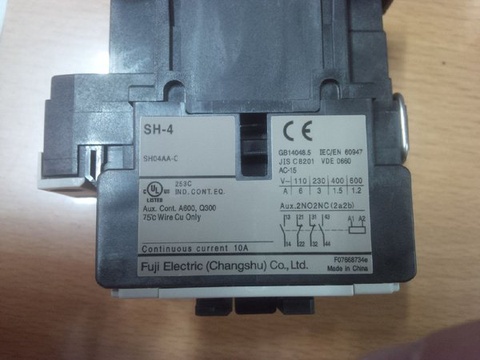 SH-4
SH04AA-C
CE
GB14048.5 IEC/EN 60947
JIS C8201 VDE 0660
AC-15
V~ 110 230 400 600
A 6 3 1.5 1.2
C UL US
LISTED
253C
IND. CONT. EQ.
Aux. Cont. A600, Q300
75℃ Wire Cu Only
Aux.2NO2NC (2a2b)
13 21 31 43 A1 A2
14 22 32 44
Continuous current 10A
Fuji Electric (Changshu) Co., Ltd.
F07668734e
Made in China